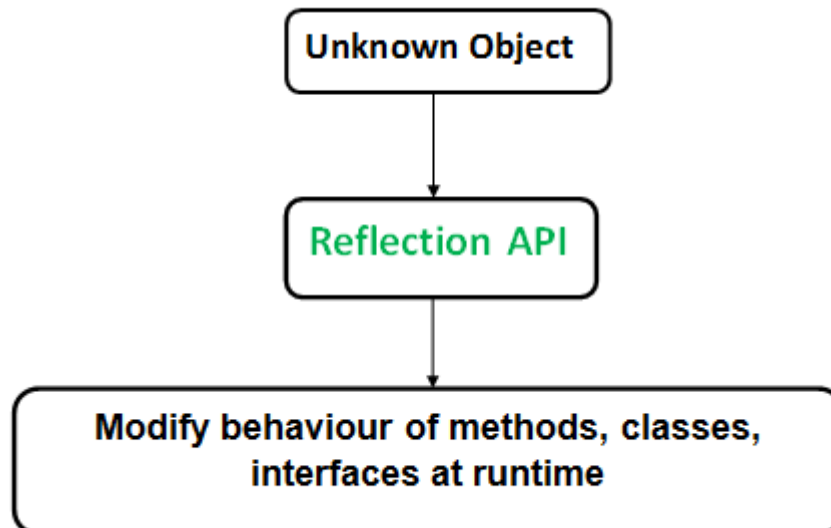 Unknown Object
Reflection API
Modify behaviour of methods, classes,
interfaces at runtime